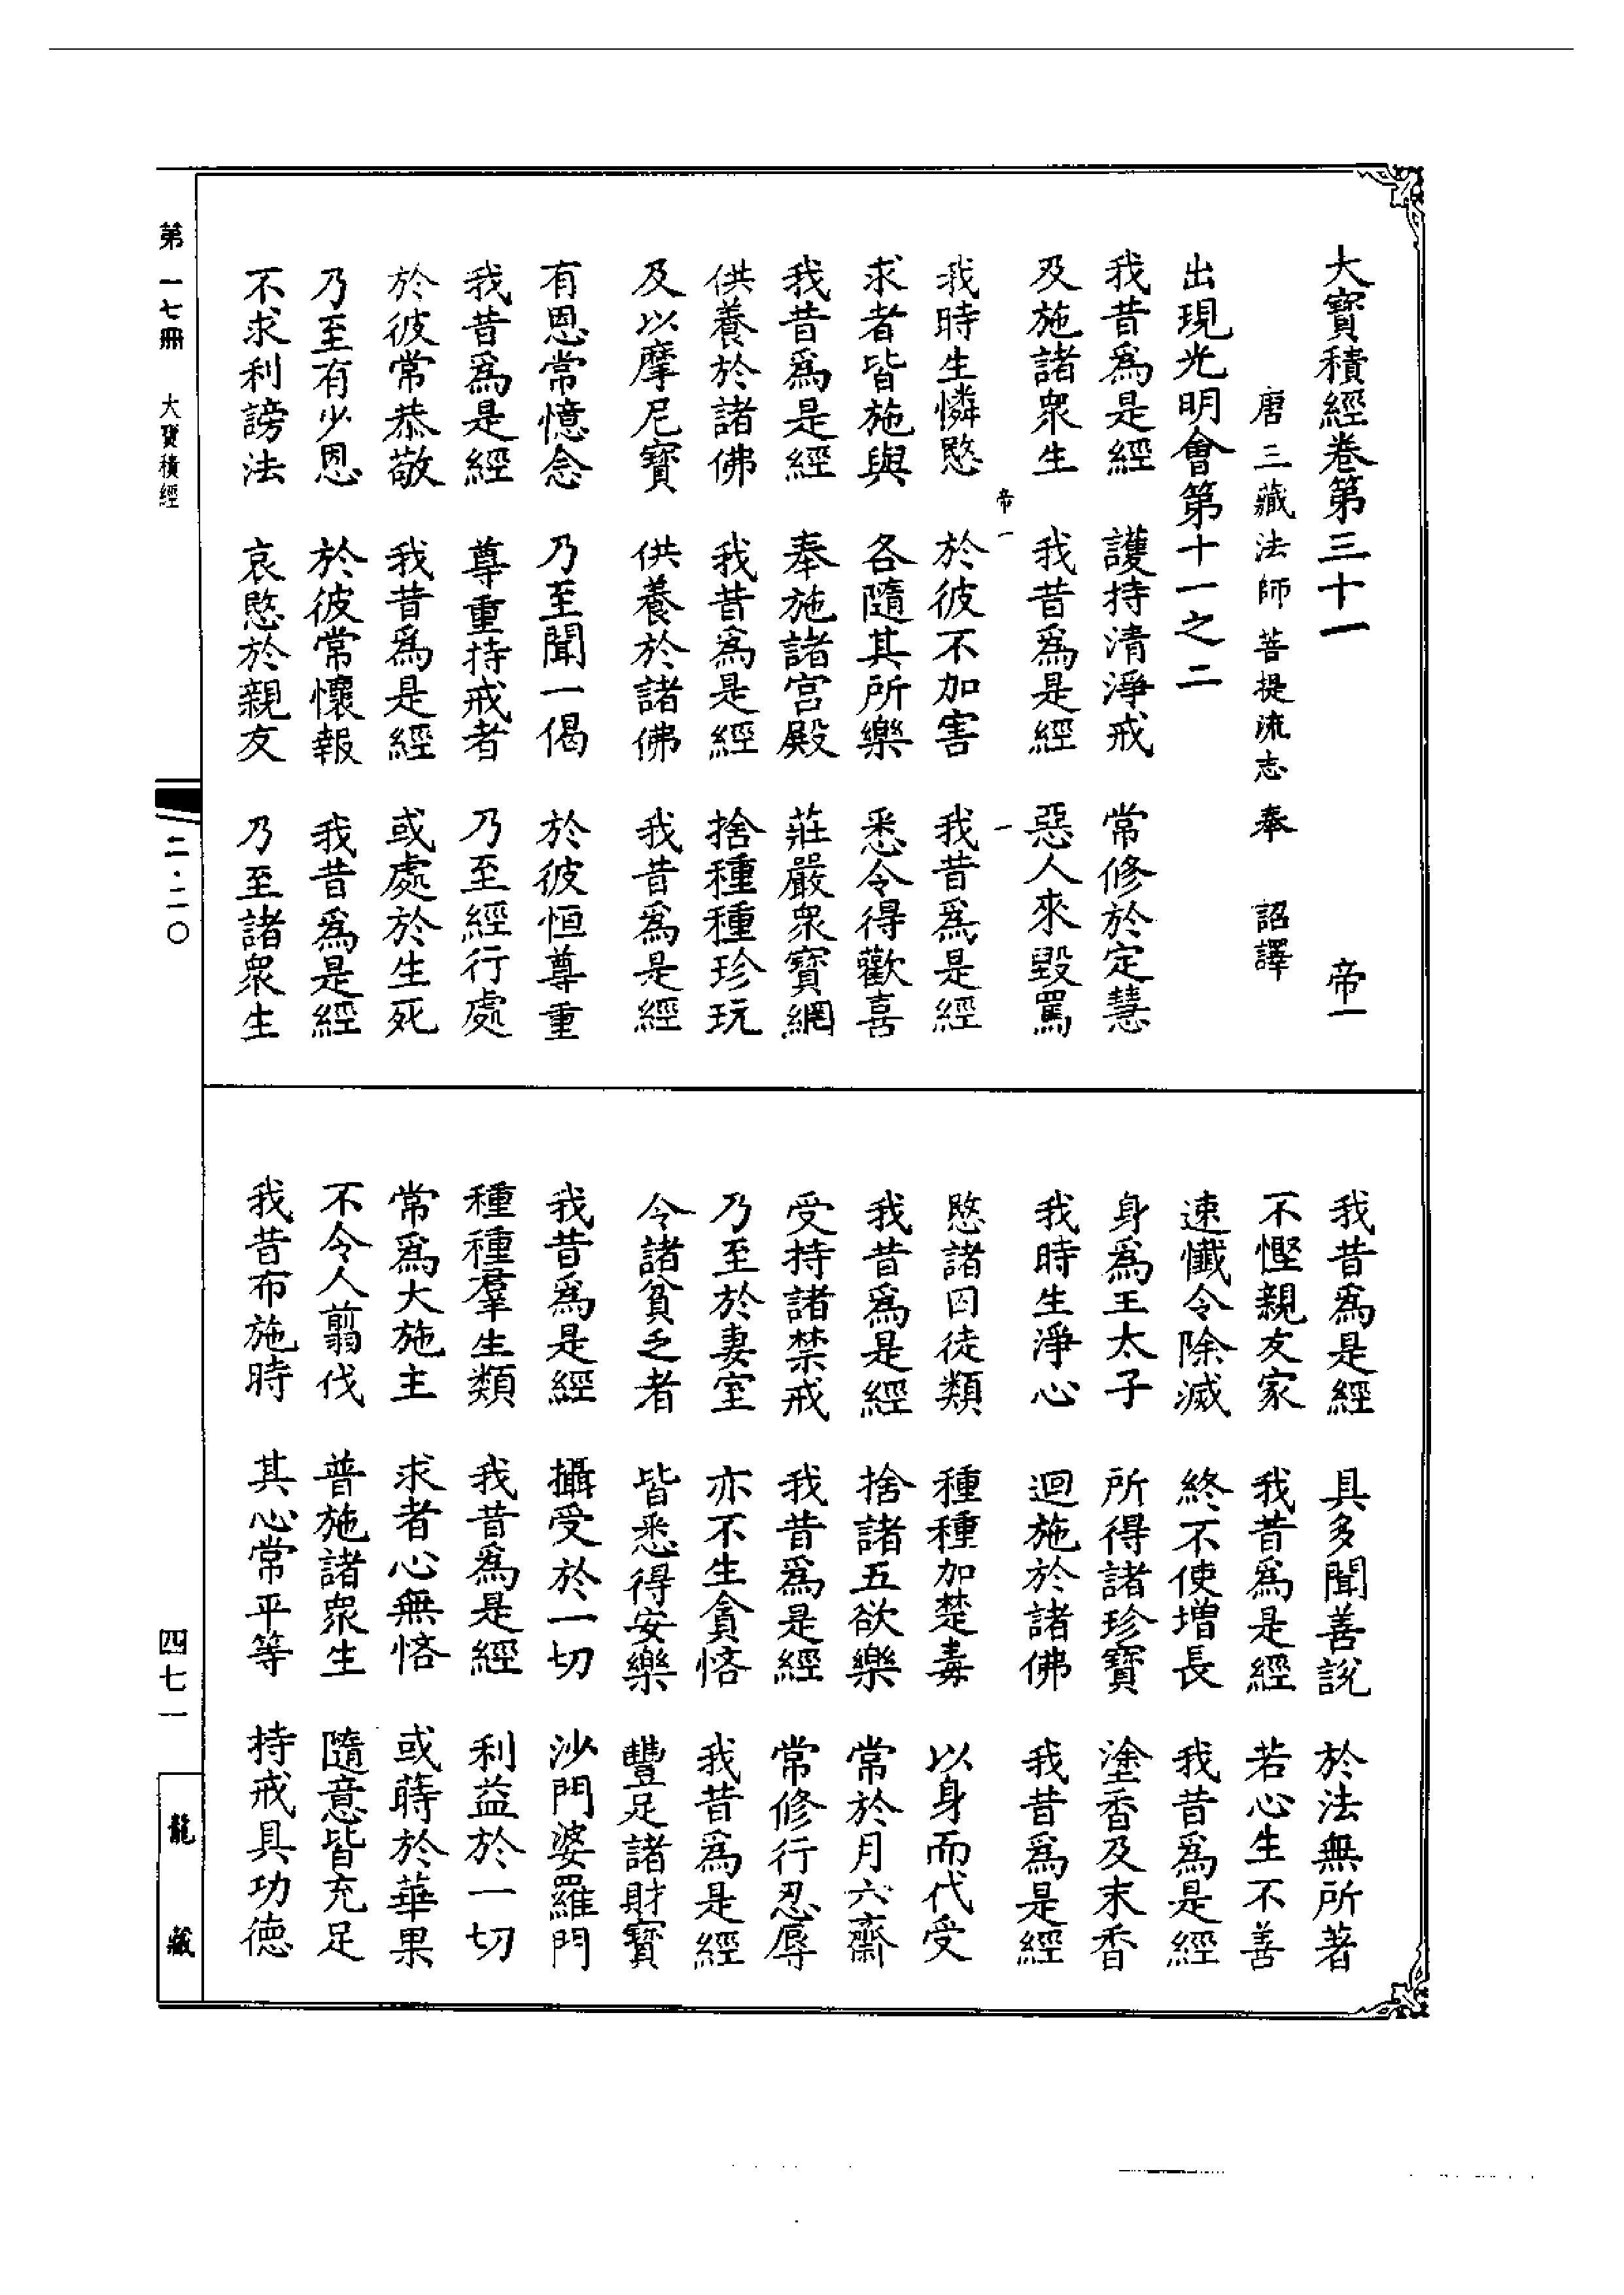 大寳積經卷第三十一 帝一
唐三藏法師菩提流志奉 詔譯
出現光明會第十一之二
我昔爲是經 護持清淨戒 常修於定慧
及施諸衆生 我昔爲是經 惡人來毀罵
帝一 一
我時生憐愍 於彼不加害 我昔爲是經
求者皆施與 各隨其所樂 悉令得歡喜
我昔爲是經 奉施諸宮殿 莊嚴衆寳網
供養於諸佛 我昔爲是經 捨種種珍玩
及以摩尼寳 供養於諸佛 我昔爲是經
有恩常憶念 乃至聞一偈 於彼恒尊重
我昔爲是經 尊重持戒者 乃至經行處
於彼常恭敬 我昔爲是經 或處於生死
乃至有少恩 於彼常懷報 我昔爲是經
不求利謗法 哀愍於親友 乃至諸衆生
我昔爲是經 具多聞善說 於法無所著
不慳親友家 我昔爲是經 若心生不善
速懺令除滅 終不使增長 我昔爲是經
身爲王太子 所得諸珍寳 塗香及末香
我時生淨心 迴施於諸佛 我昔爲是經
愍諸囚徒類 種種加楚毒 以身而代受
我昔爲是經 捨諸五欲樂 常於月六齋
受持諸禁戒 我昔爲是經 常修行忍辱
乃至於妻室 亦不生貪悋 我昔爲是經
令諸貧乏者 皆悉得安樂 豐足諸財寳
我昔爲是經 攝受於一切 沙門婆羅門
種種羣生類 我昔爲是經 利益於一切
常爲大施主 求者心無悋 或蒔於華果
不令人翦伐 普施諸衆生 隨意皆充足
我昔布施時 其心常平等 持戒具功德
第一七冊 大寳積經
二·二〇
四七一
龍藏